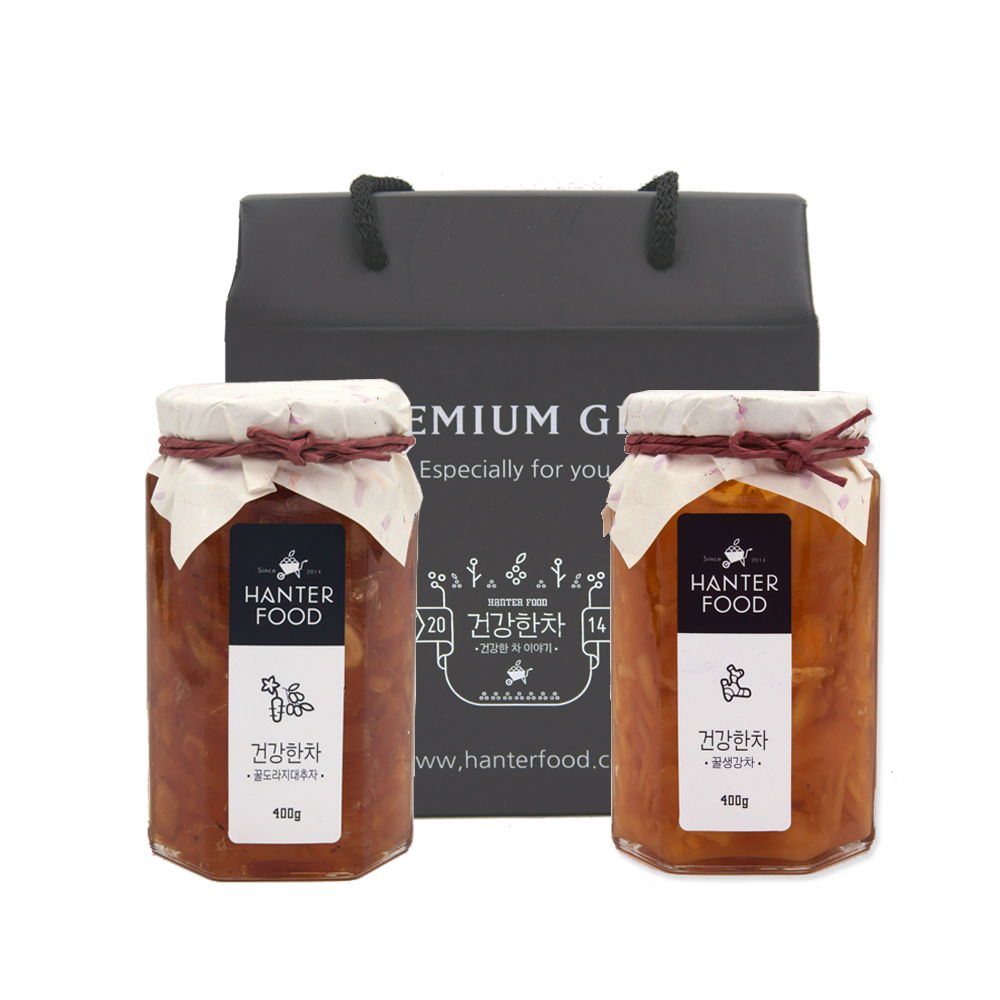 EMIUM GI
Especially for you
HANTER FOOD
20
건강한차
14
•건강한 차 이야기•
www.hanterfood.c
Since 2014
HANTER
FOOD
건강한차
•꿀도라지대추차•
400g
Since 2014
HANTER
FOOD
건강한차
•꿀생강차•
400g